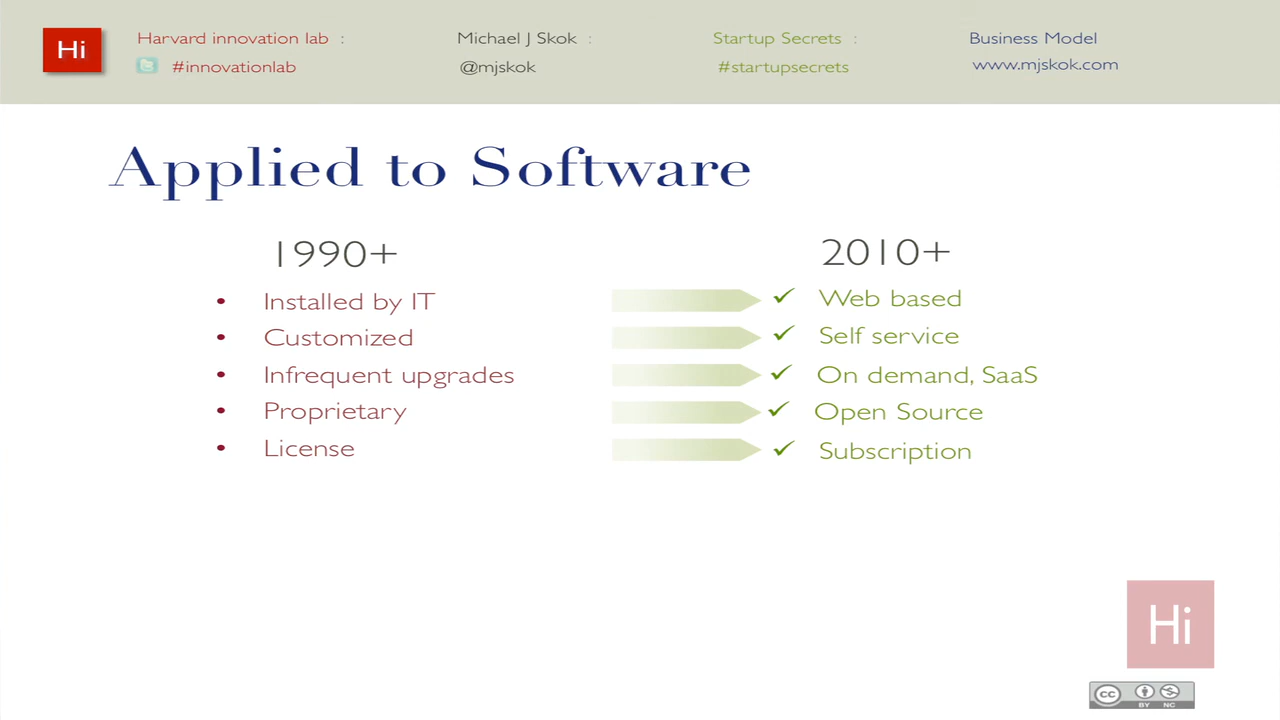 Hi
Harvard innovation lab :
#innovationlab
Michael J Skok :
@mjskok
Startup Secrets :
#startupsecrets
Business Model
www.mjskok.com
Applied to Software
1990+
• Installed by IT
• Customized
• Infrequent upgrades
• Proprietary
• License
2010+
✓ Web based
✓ Self service
✓ On demand, SaaS
✓ Open Source
✓ Subscription
Hi
cc
BY NC